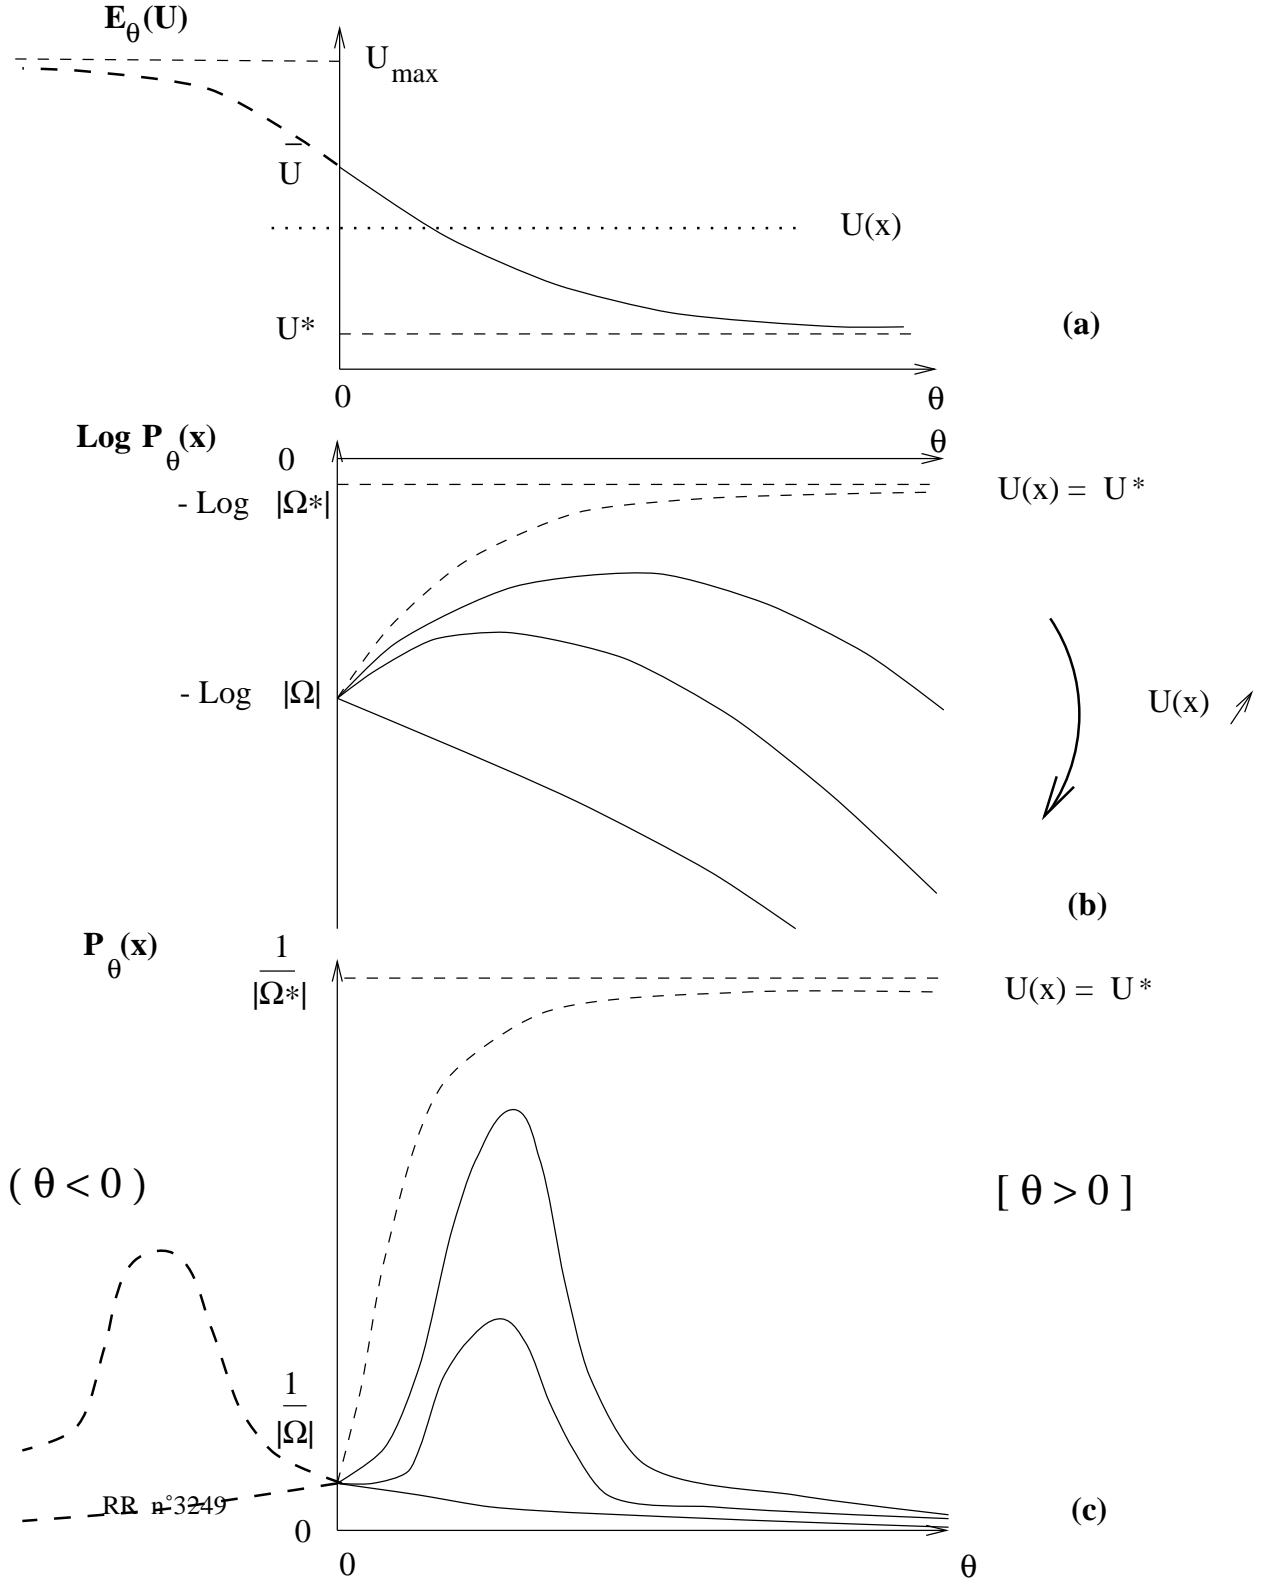 E_θ(U)
U_max
Ū
U(x)
U*
(a)
0 θ
Log P_θ(x)
0 θ
- Log |Ω*|
U(x) = U*
- Log |Ω|
U(x) ↗
(b)
P_θ(x)
1
|Ω*|
U(x) = U*
( θ < 0 )
[ θ > 0 ]
1
|Ω|
RR n°3249
(c)
0
0 θ